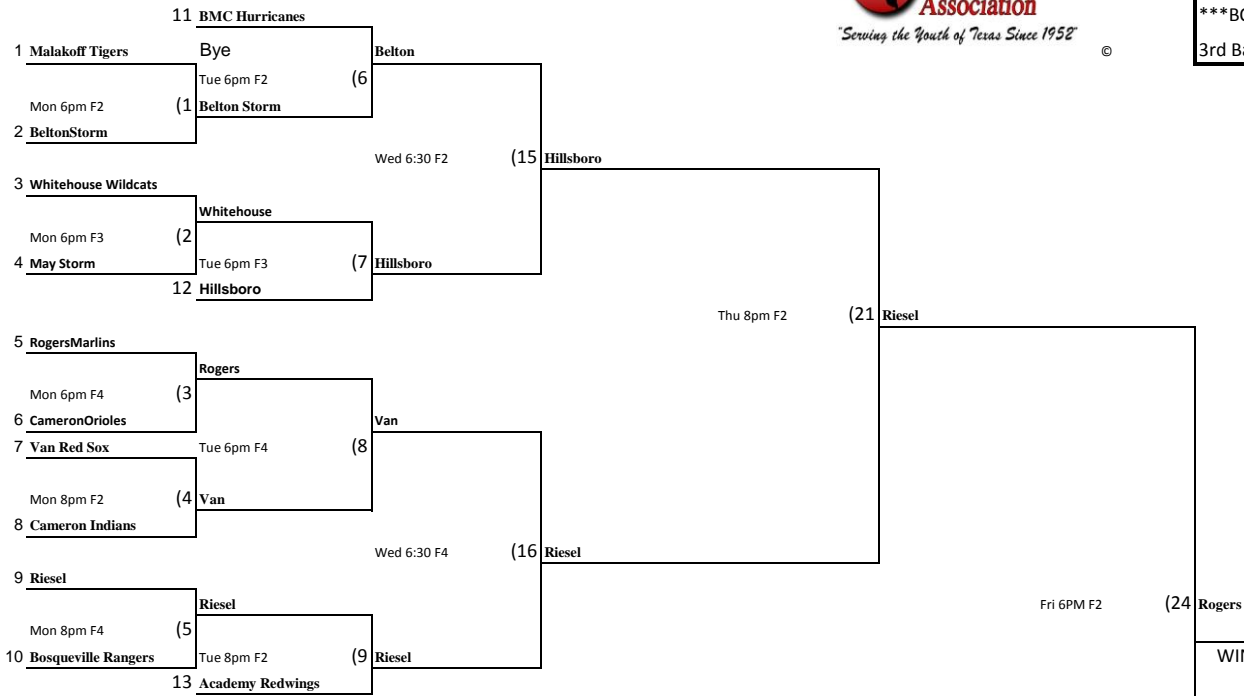 11 BMC Hurricanes
Association
***BO
"Serving the Youth of Texas Since 1952"
©
3rd Ba
1 Malakoff Tigers
Bye
Belton
Tue 6pm F2
(6
Mon 6pm F2
(1 Belton Storm
2 BeltonStorm
Wed 6:30 F2
(15 Hillsboro
3 Whitehouse Wildcats
Whitehouse
Mon 6pm F3
(2
4 May Storm
Tue 6pm F3
(7 Hillsboro
12 Hillsboro
Thu 8pm F2
(21 Riesel
5 RogersMarlins
Rogers
Mon 6pm F4
(3
6 CameronOrioles
Van
7 Van Red Sox
Tue 6pm F4
(8
Mon 8pm F2
(4 Van
8 Cameron Indians
Wed 6:30 F4
(16 Riesel
9 Riesel
Riesel
Fri 6PM F2
(24 Rogers
Mon 8pm F4
(5
10 Bosqueville Rangers
Tue 8pm F2
(9 Riesel
WIN
13 Academy Redwings